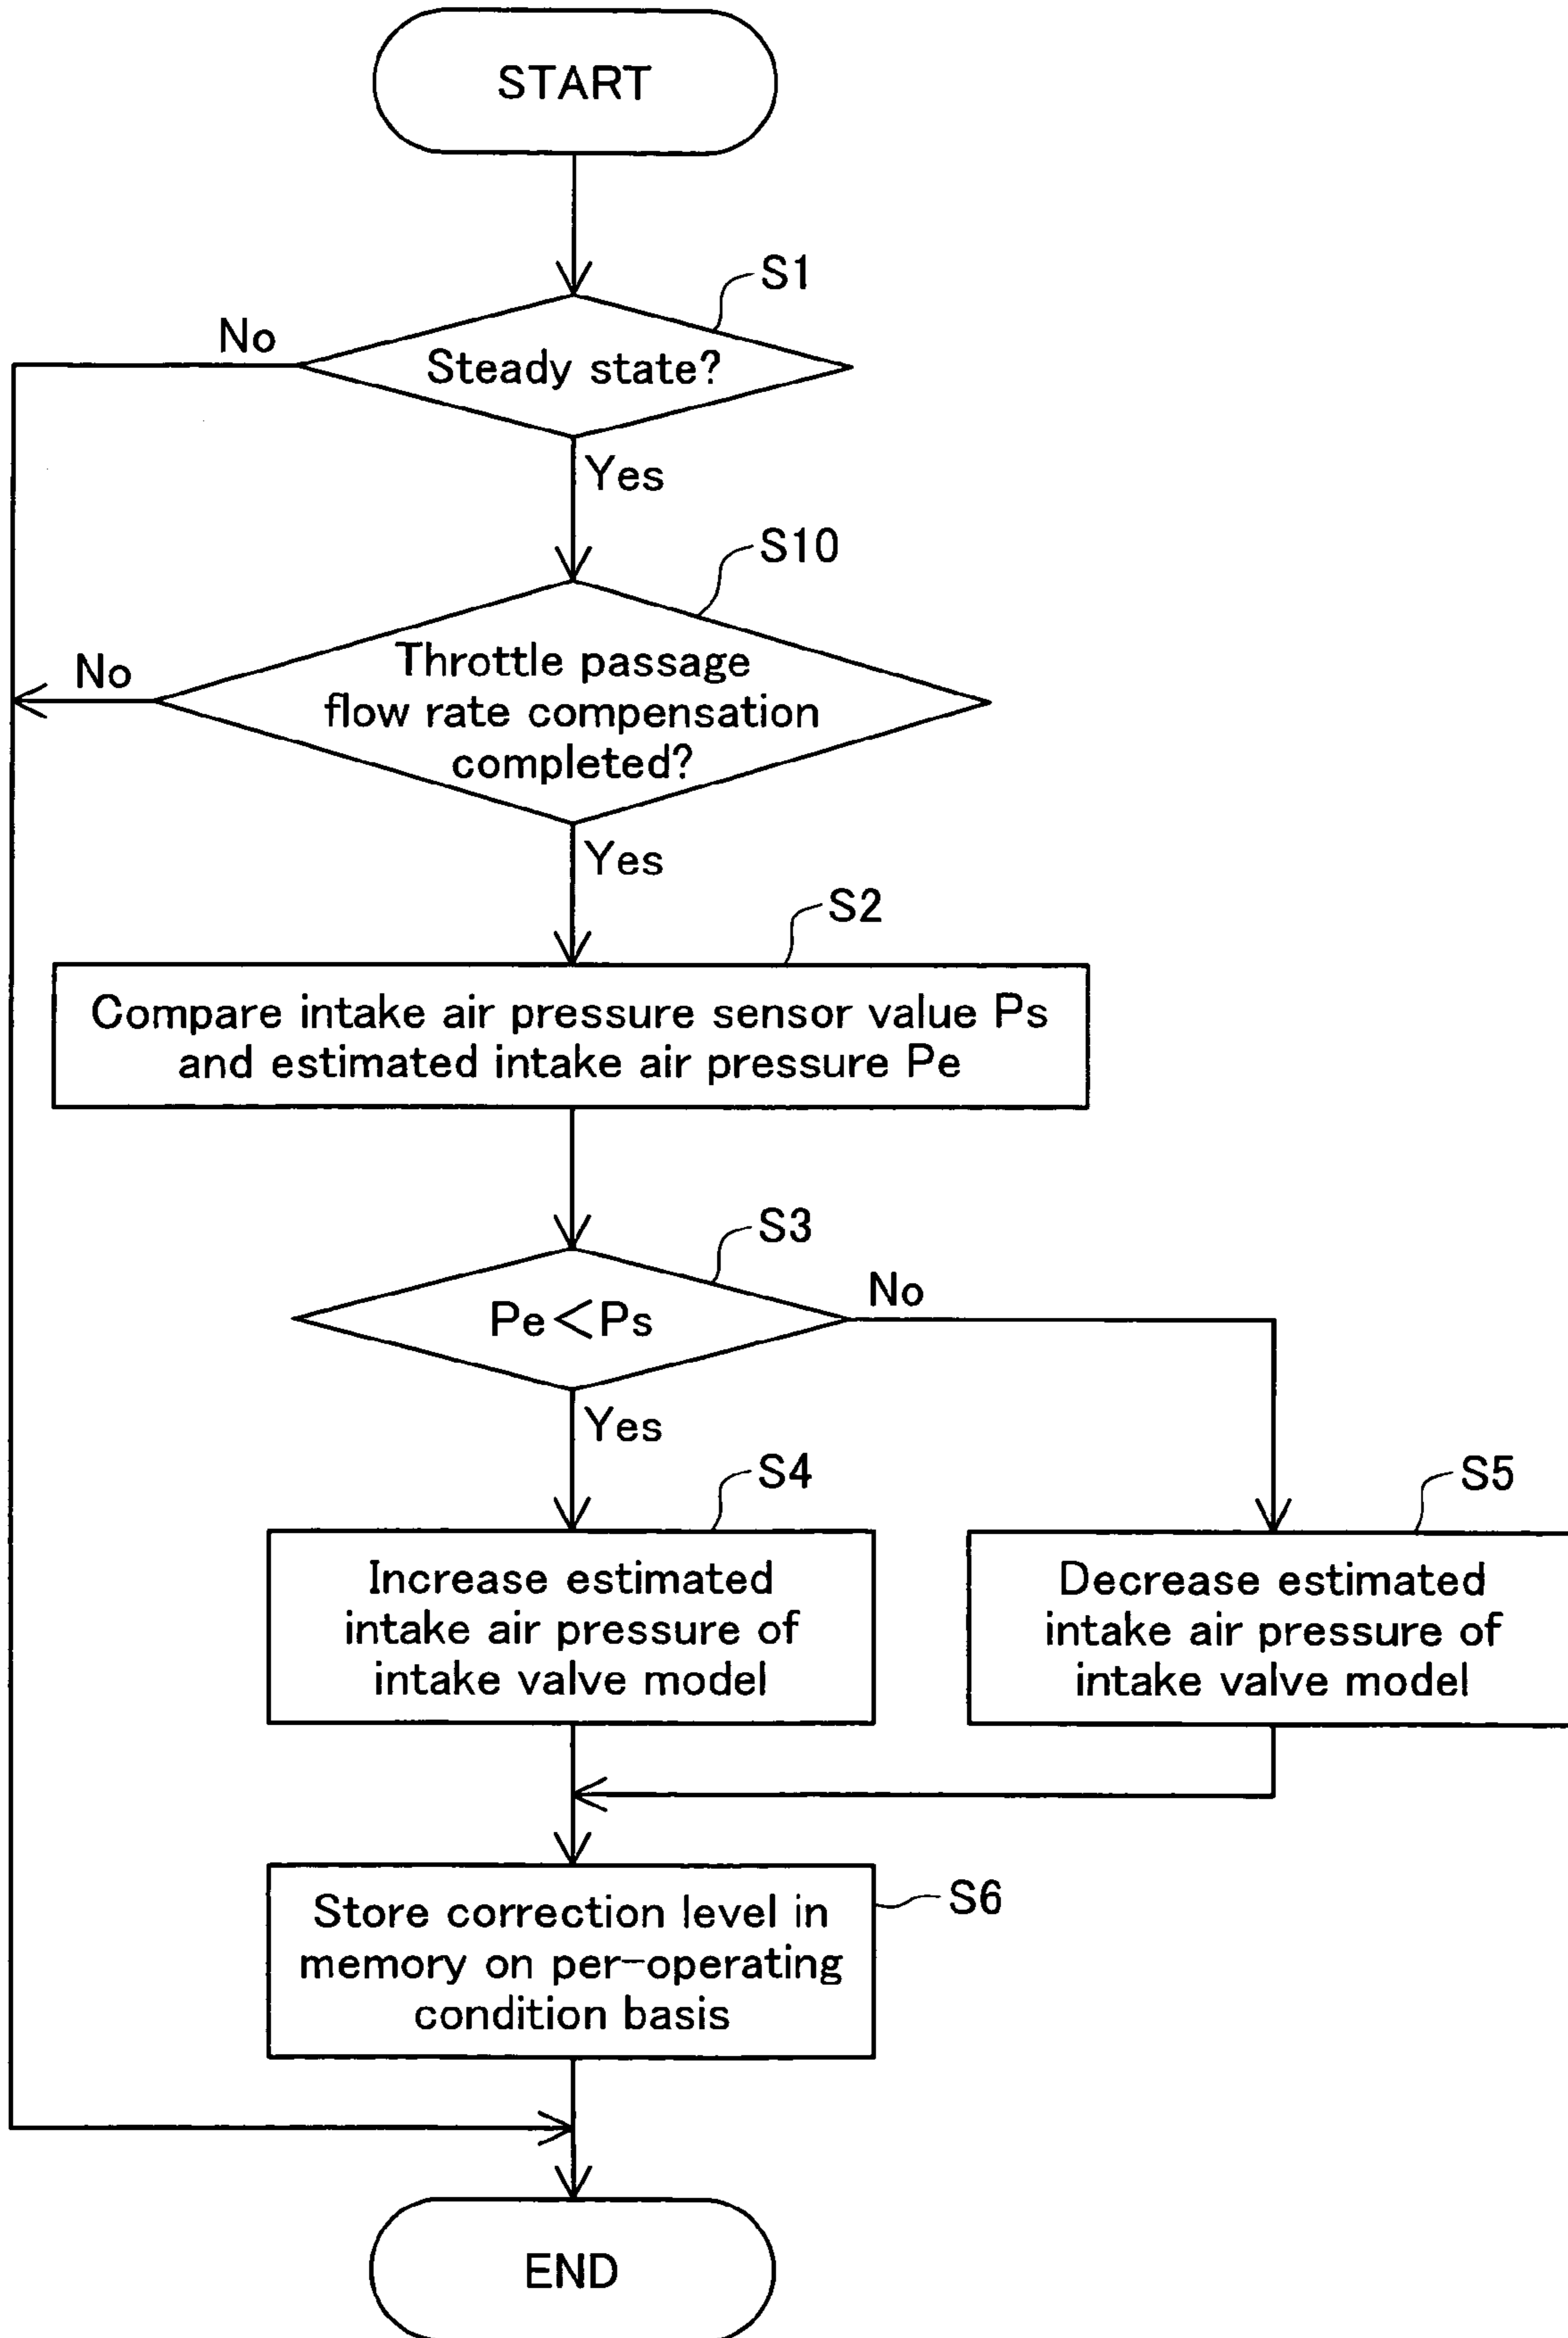 START
S1
No
Steady state?
Yes
S10
No
Throttle passage
flow rate compensation
completed?
Yes
S2
Compare intake air pressure sensor value Ps
and estimated intake air pressure Pe
S3
Pe<Ps
No
Yes
S4
S5
Increase estimated
intake air pressure of
intake valve model
Decrease estimated
intake air pressure of
intake valve model
Store correction level in
memory on per-operating
condition basis
S6
END